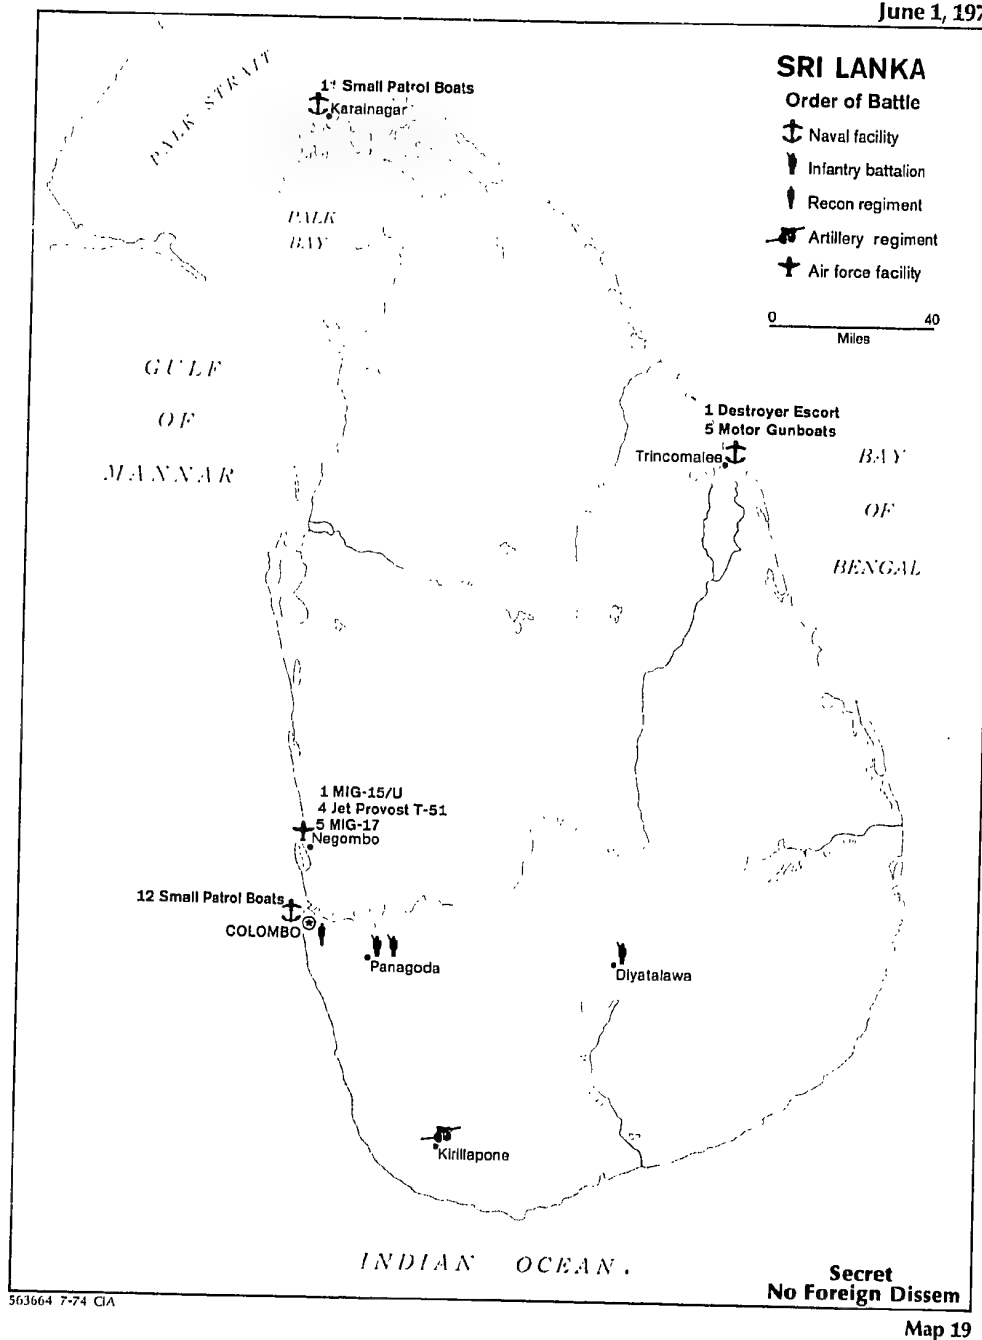 June 1, 197
SRI LANKA
Order of Battle
Naval facility
Infantry battalion
Recon regiment
Artillery regiment
Air force facility
0 40
Miles
PALK STRAIT
Small Patrol Boats
Karainagar
PALK
BAY
GULF
OF
MANNAR
1 Destroyer Escort
5 Motor Gunboats
Trincomalee
BAY
OF
BENGAL
1 MIG-15/U
4 Jet Provost T-51
5 MIG-17
Negombo
12 Small Patrol Boats
COLOMBO
Panagoda
Diyatalawa
Kirillapone
INDIAN OCEAN.
Secret
No Foreign Dissem
563664 7-74 CIA
Map 19